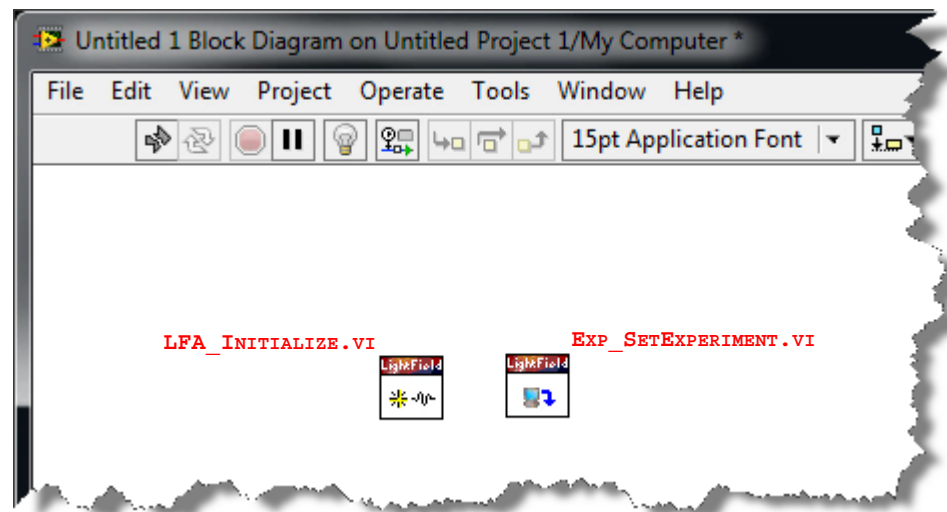 Untitled 1 Block Diagram on Untitled Project 1/My Computer *
File Edit View Project Operate Tools Window Help
15pt Application Font
LFA_INITIALIZE.VI
EXP_SETEXPERIMENT.VI
LightField
LightField